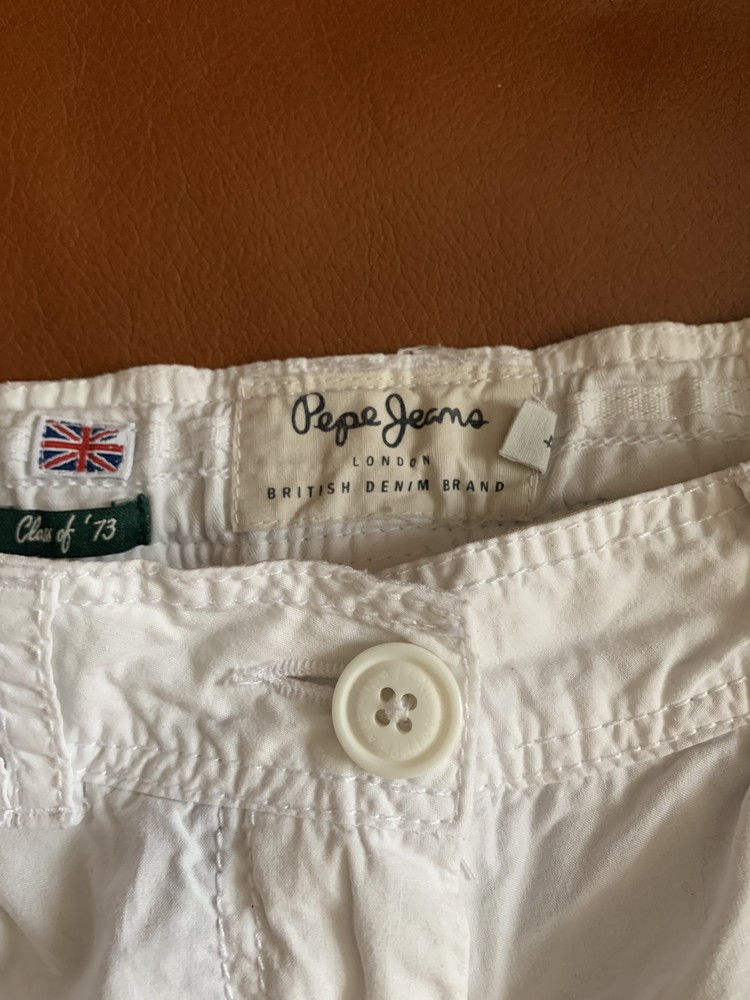 Pepe Jeans
LONDON
BRITISH DENIM BRAND
Class of '73